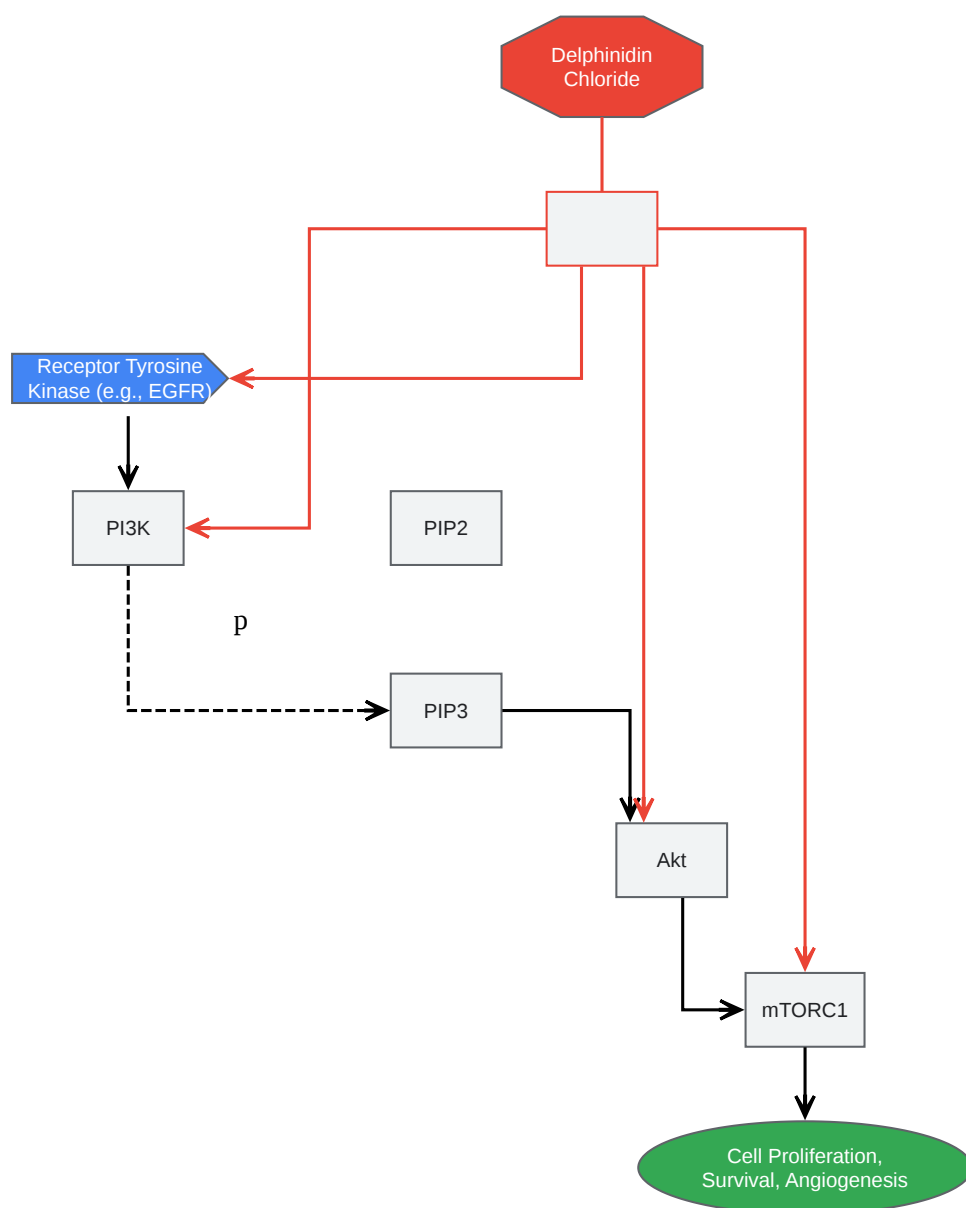 Delphinidin
Chloride
Receptor Tyrosine
Kinase (e.g., EGFR)
PI3K
PIP2
p
PIP3
Akt
mTORC1
Cell Proliferation,
Survival, Angiogenesis